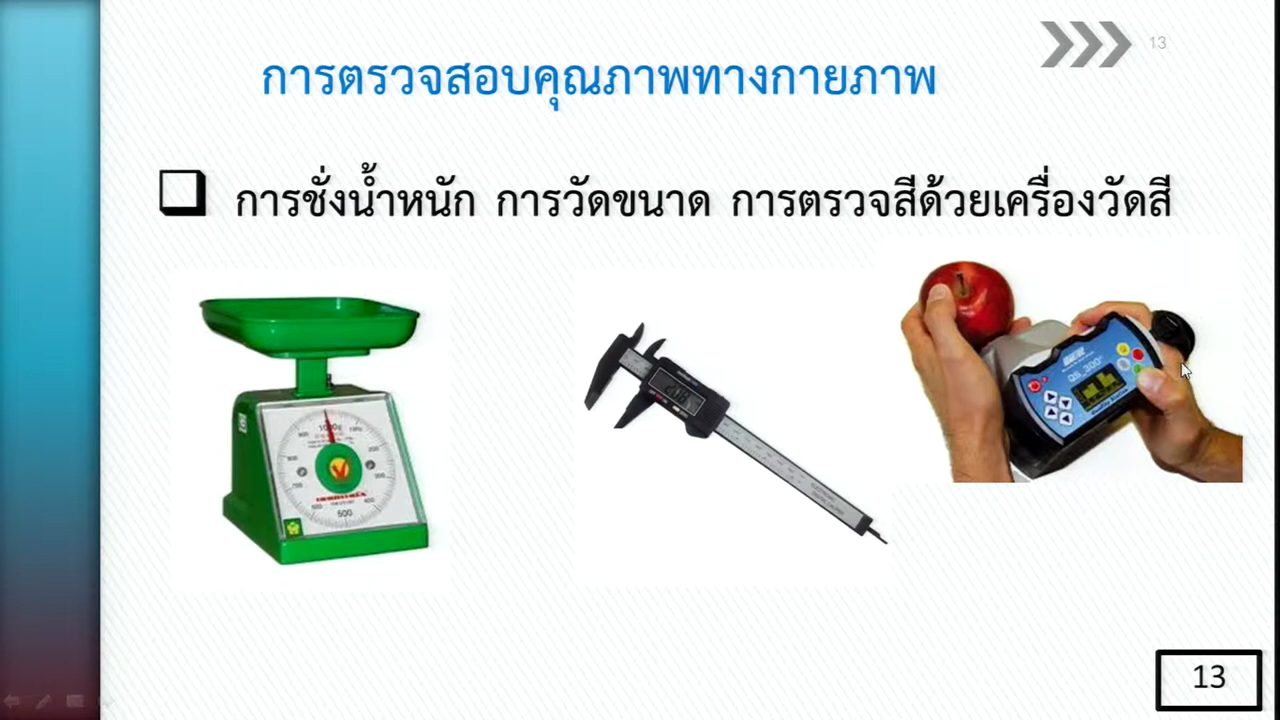 13
การตรวจสอบคุณภาพทางกายภาพ
การชั่งน้ำหนัก การวัดขนาด การตรวจสีด้วยเครื่องวัดสี
1000g
500
QS_300
13